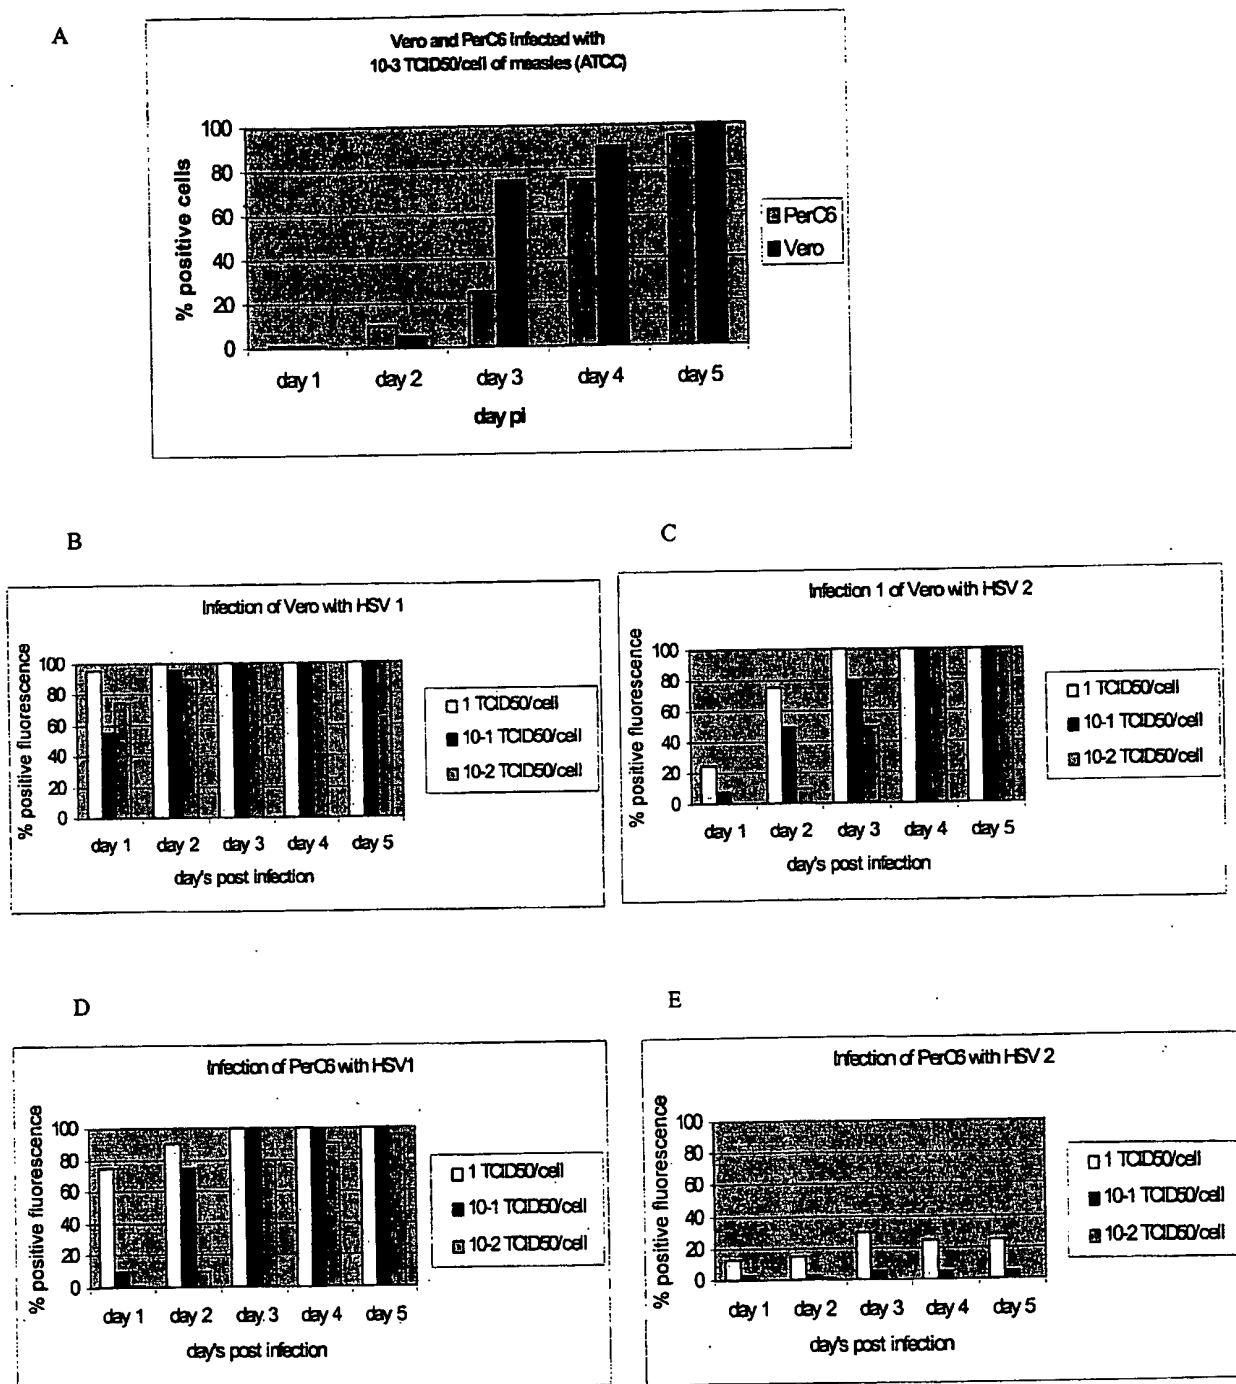 A
Vero and PerC6 infected with
10-3 TCID50/cell of measles (ATCC)
% positive cells
100
80
60
40
20
0
day 1 day 2 day 3 day 4 day 5
day pi
PerC6
Vero
B
Infection of Vero with HSV 1
% positive fluorescence
100
80
60
40
20
0
day 1 day 2 day 3 day 4 day 5
day's post infection
1 TCID50/cell
10-1 TCID50/cell
10-2 TCID50/cell
C
Infection 1 of Vero with HSV 2
% positive fluorescence
100
80
60
40
20
0
day 1 day 2 day 3 day 4 day 5
day's post infection
1 TCID50/cell
10-1 TCID50/cell
10-2 TCID50/cell
D
Infection of PerC6 with HSV1
% positive fluorescence
100
80
60
40
20
0
day 1 day 2 day 3 day 4 day 5
day's post infection
1 TCID50/cell
10-1 TCID50/cell
10-2 TCID50/cell
E
Infection of PerC6 with HSV 2
% positive fluorescence
100
80
60
40
20
0
day 1 day 2 day 3 day 4 day 5
day's post infection
1 TCID50/cell
10-1 TCID50/cell
10-2 TCID50/cell